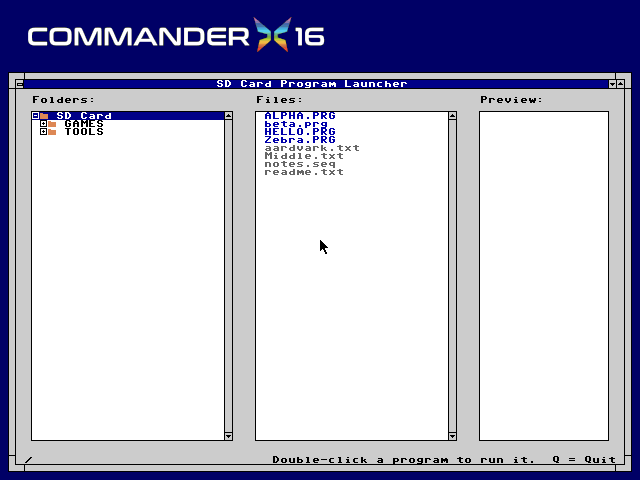 COMMANDER X 16
SD Card Program Launcher
Folders:
SD Card
GAMES
TOOLS
Files:
ALPHA.PRG
beta.prg
HELLO.PRG
Zebra.PRG
aardvark.txt
Middle.txt
notes.seq
readme.txt
Preview:
/
Double-click a program to run it. Q = Quit